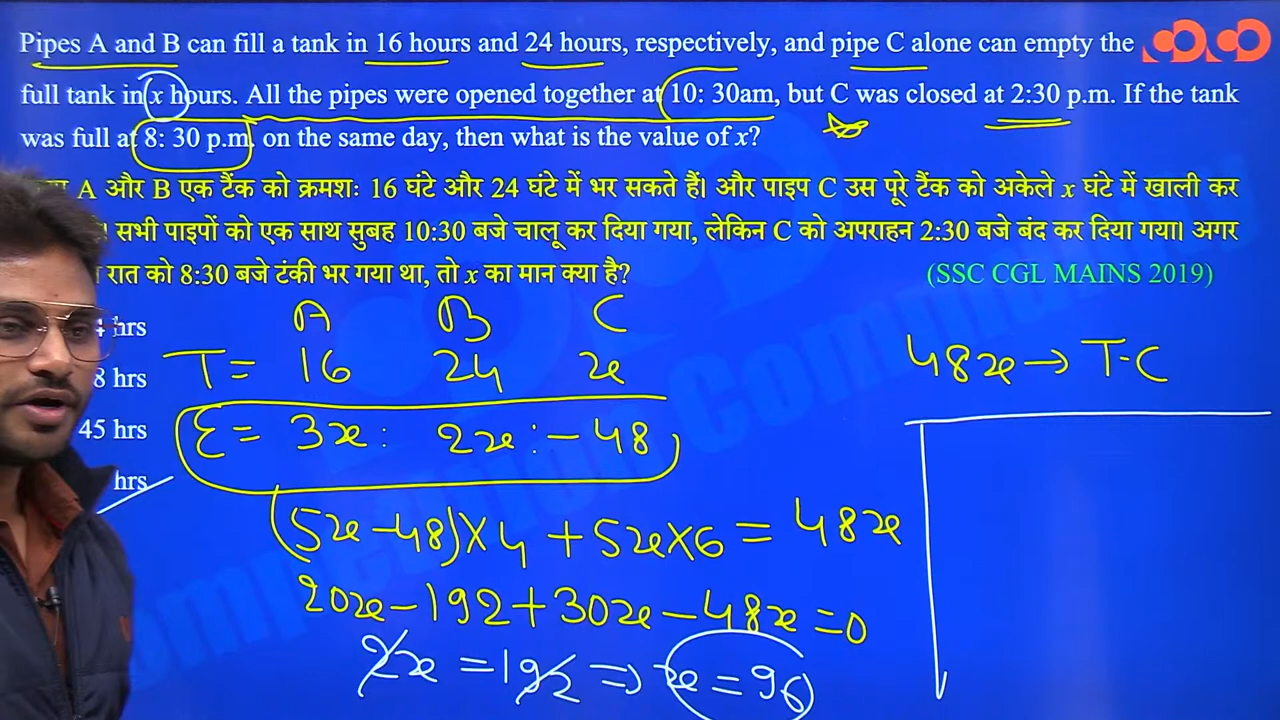 Pipes A and B can fill a tank in 16 hours and 24 hours, respectively, and pipe C alone can empty the
full tank in x hours. All the pipes were opened together at 10: 30am, but C was closed at 2:30 p.m. If the tank
was full at 8: 30 p.m. on the same day, then what is the value of x?
A और B एक टैंक को क्रमशः 16 घंटे और 24 घंटे में भर सकते हैं। और पाइप C उस पूरे टैंक को अकेले x घंटे में खाली कर
सभी पाइपों को एक साथ सुबह 10:30 बजे चालू कर दिया गया, लेकिन C को अपराहन 2:30 बजे बंद कर दिया गया। अगर
रात को 8:30 बजे टंकी भर गया था, तो x का मान क्या है?
(SSC CGL MAINS 2019)
hrs
8 hrs
45 hrs
hrs
A B C
T = 16 24 x
E = 3x : 2x : -48
48x → T-C
(5x-48)×4 + 5x×6 = 48x
20x-192+30x-48x=0
2x = 192 ⇒ x = 96